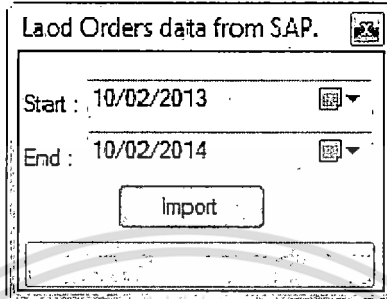 Laod Orders data from SAP.
Start : 10/02/2013
End : 10/02/2014
Import